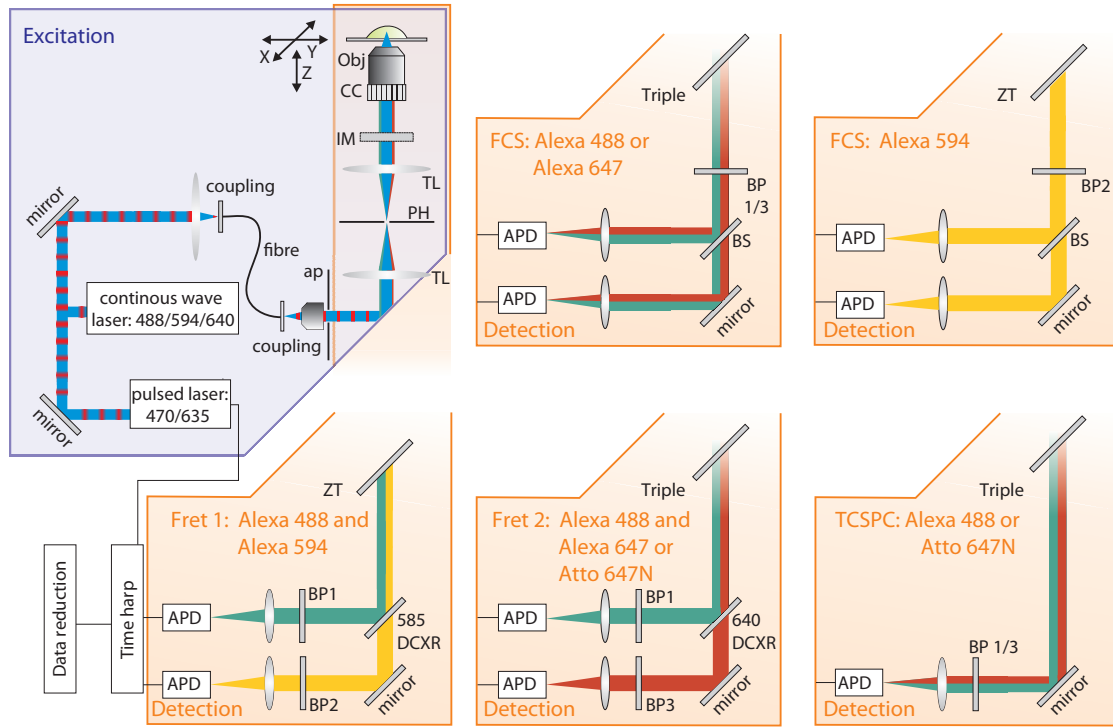 Excitation
X
Y
Z
Obj
CC
IM
TL
PH
TL
ap
mirror
coupling
fibre
continous wave
laser: 488/594/640
coupling
pulsed laser:
470/635
mirror
Triple
FCS: Alexa 488 or
Alexa 647
BP
1/3
APD
BS
APD
Detection
mirror
ZT
FCS: Alexa 594
BP2
APD
BS
APD
Detection
mirror
Data reduction
Time harp
ZT
Fret 1: Alexa 488 and
Alexa 594
BP1
APD
585
DCXR
APD
Detection
BP2
mirror
Triple
Fret 2: Alexa 488 and
Alexa 647 or
Atto 647N
BP1
APD
640
DCXR
APD
Detection
BP3
mirror
Triple
TCSPC: Alexa 488 or
Atto 647N
BP 1/3
APD
Detection
mirror